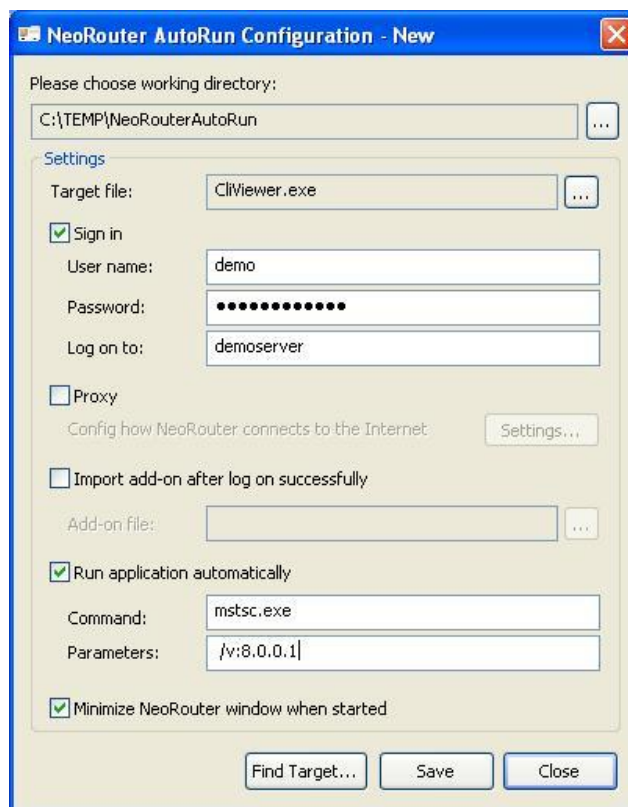 NeoRouter AutoRun Configuration - New
Please choose working directory:
C:\TEMP\NeoRouterAutoRun
...
Settings
Target file: CliViewer.exe ...
Sign in
User name: demo
Password: ●●●●●●●●●●●●
Log on to: demoserver
Proxy
Config how NeoRouter connects to the Internet Settings...
Import add-on after log on successfully
Add-on file: ...
Run application automatically
Command: mstsc.exe
Parameters: /v:8.0.0.1
Minimize NeoRouter window when started
Find Target... Save Close